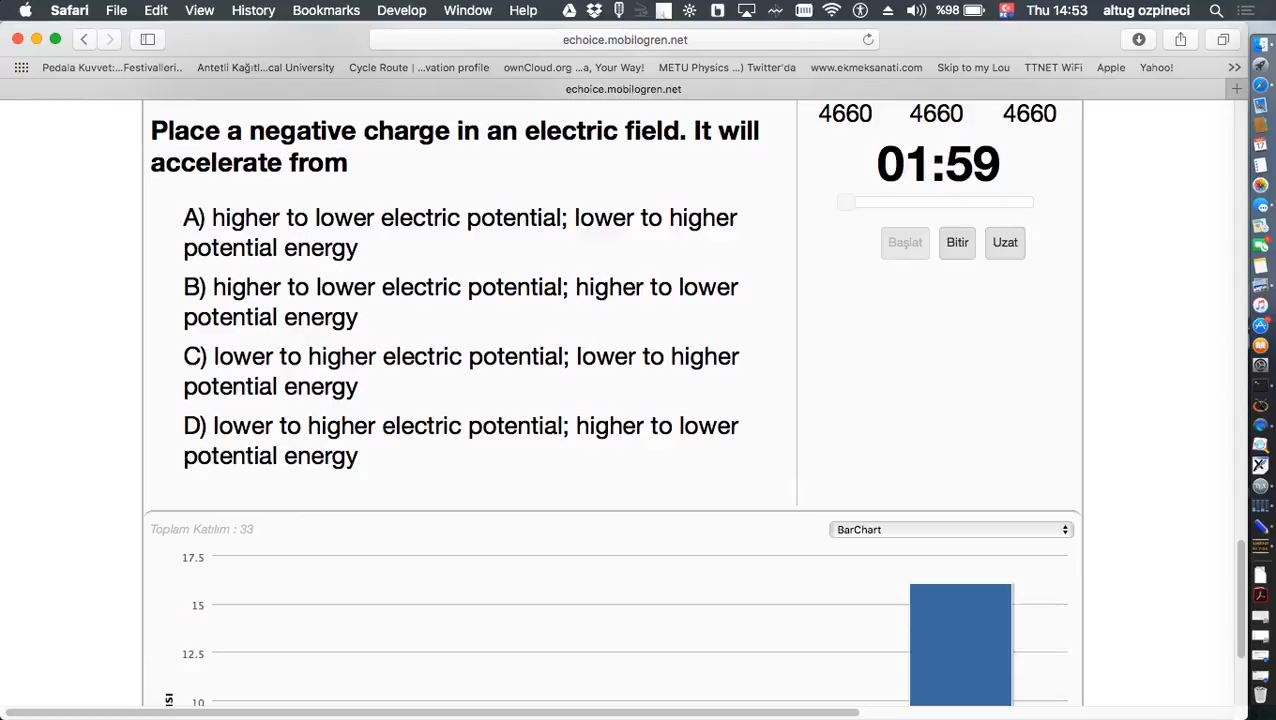 Safari File Edit View History Bookmarks Develop Window Help %98 Thu 14:53 altug ozpineci
echoice.mobilogren.net
Pedala Kuvvet:...Festivalleri.. Antetli Kağıtl...cal University Cycle Route |...vation profile ownCloud.org ...a, Your Way! METU Physics ...) Twitter'da www.ekmeksanati.com Skip to my Lou TTNET WiFi Apple Yahoo!
echoice.mobilogren.net
4660 4660 4660
Place a negative charge in an electric field. It will
accelerate from
01:59
A) higher to lower electric potential; lower to higher
potential energy
Başlat Bitir Uzat
B) higher to lower electric potential; higher to lower
potential energy
C) lower to higher electric potential; lower to higher
potential energy
D) lower to higher electric potential; higher to lower
potential energy
Toplam Katılım : 33
BarChart
17.5
15
12.5
10